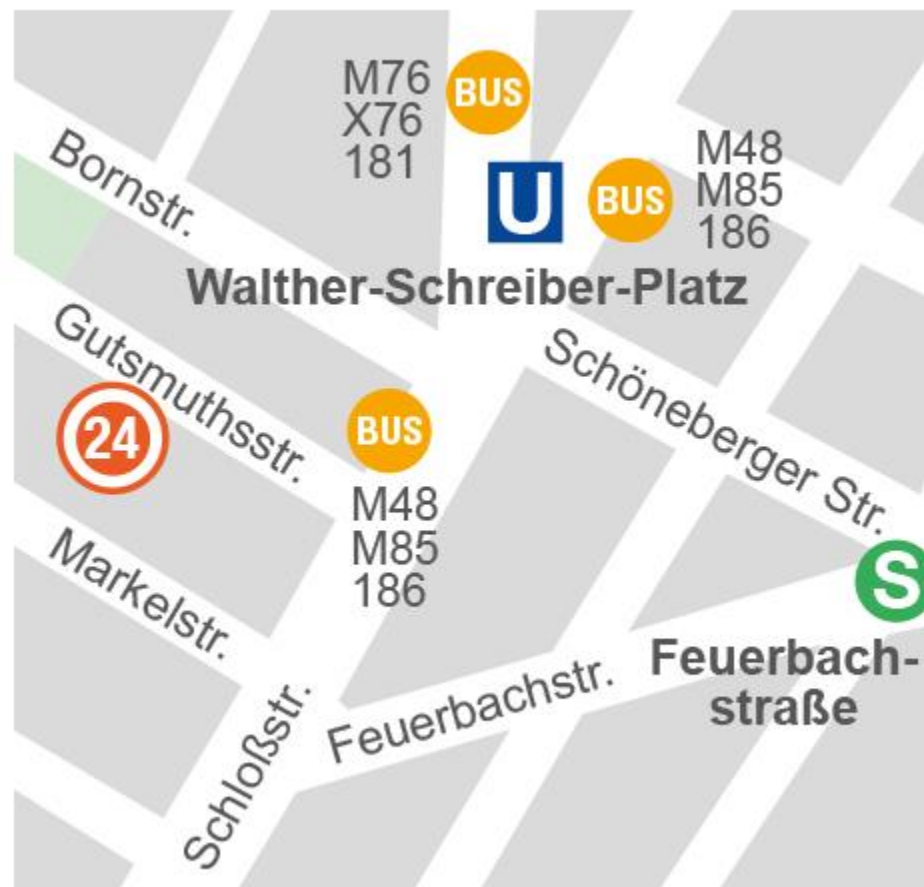 M76
X76
181
BUS
M48
M85
186
BUS
U
Bornstr.
Walther-Schreiber-Platz
Gutsmuthsstr.
Schöneberger Str.
24
BUS
M48
M85
186
Markelstr.
S
Feuerbach-
straße
Feuerbachstr.
Schloßstr.